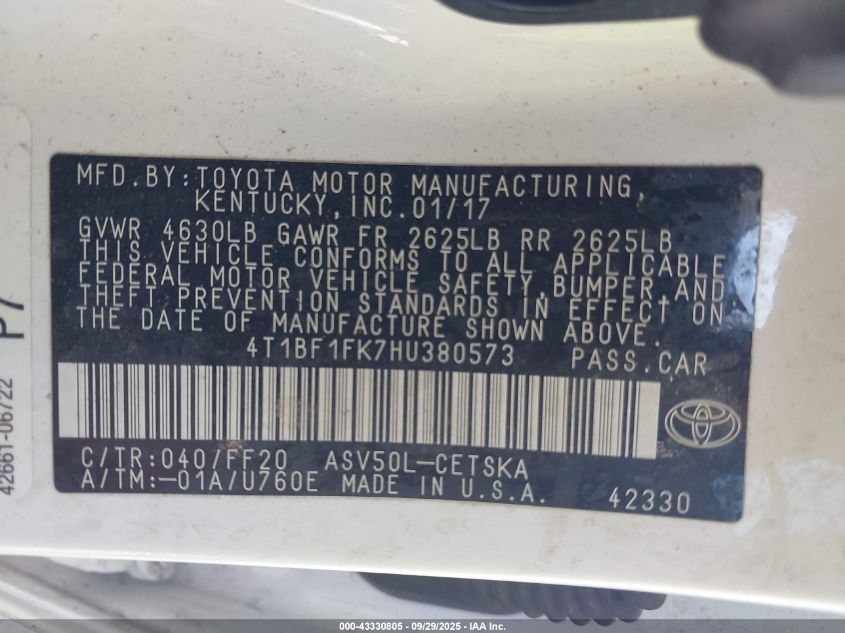 MFD.BY:TOYOTA MOTOR MANUFACTURING,
KENTUCKY,INC.01/17
GVWR 4630LB GAWR FR 2625LB RR 2625LB
THIS VEHICLE CONFORMS TO ALL APPLICABLE
FEDERAL MOTOR VEHICLE SAFETY,BUMPER,AND
THEFT PREVENTION STANDARDS IN EFFECT ON
THE DATE OF MANUFACTURE SHOWN ABOVE.
4T1BF1FK7HU380573 PASS.CAR
C/TR:040/FF20 ASV50L-CETSKA
A/TM:-01A/U760E MADE IN U.S.A. 42330
42661-06722
P7
000-43330805 - 09/29/2025 - IAA Inc.